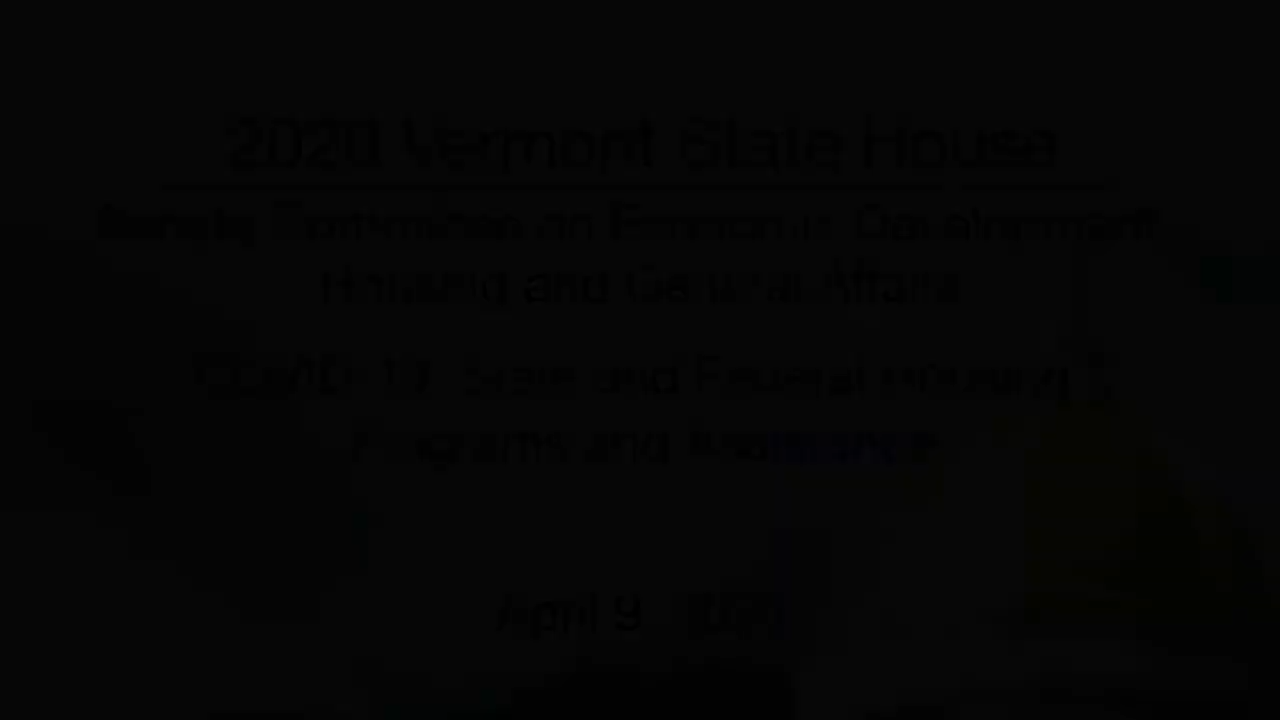 2020 Vermont State House
Senate Committee on Economic Development
Housing and General Affairs
COVID-19: State and Federal Housing
Programs and Assistance
April 9, 2020